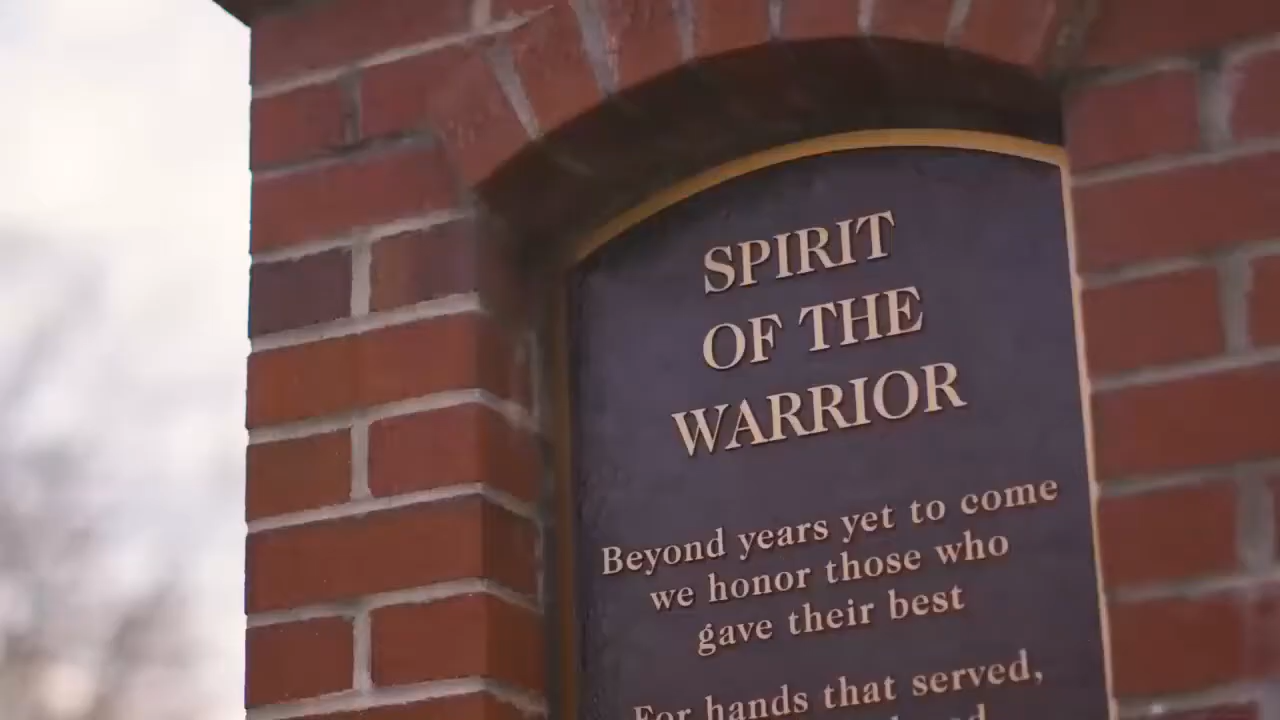 SPIRIT
OF THE
WARRIOR
Beyond years yet to come
we honor those who
gave their best
For hands that served,